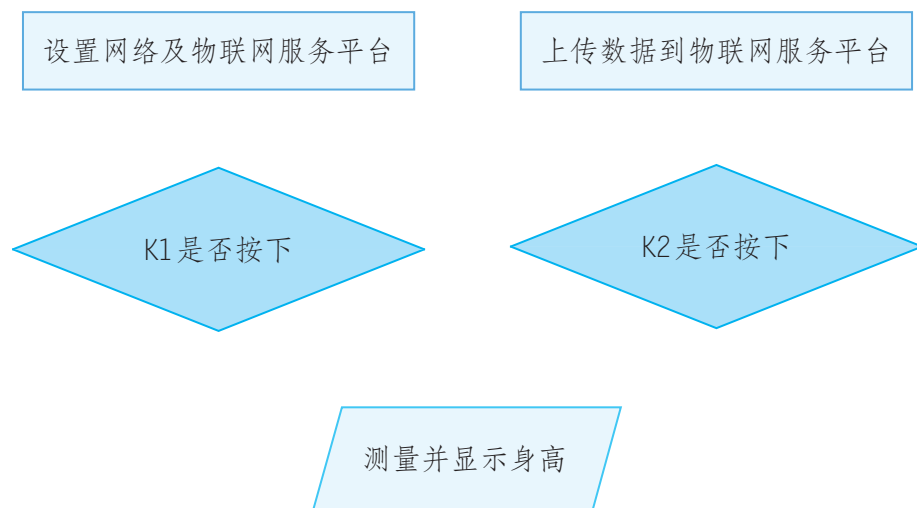 设置网络及物联网服务平台
上传数据到物联网服务平台
K1是否按下
K2是否按下
测量并显示身高